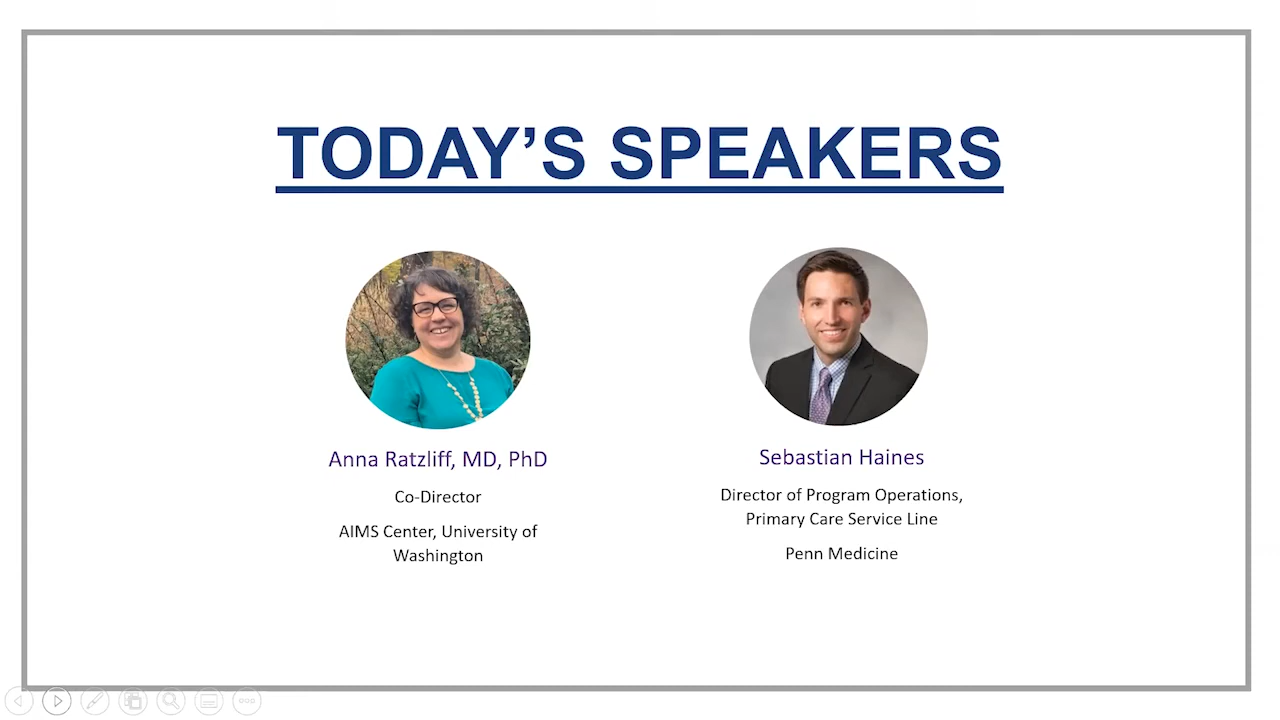 TODAY'S SPEAKERS
Anna Ratzliff, MD, PhD
Co-Director
AIMS Center, University of
Washington
Sebastian Haines
Director of Program Operations,
Primary Care Service Line
Penn Medicine